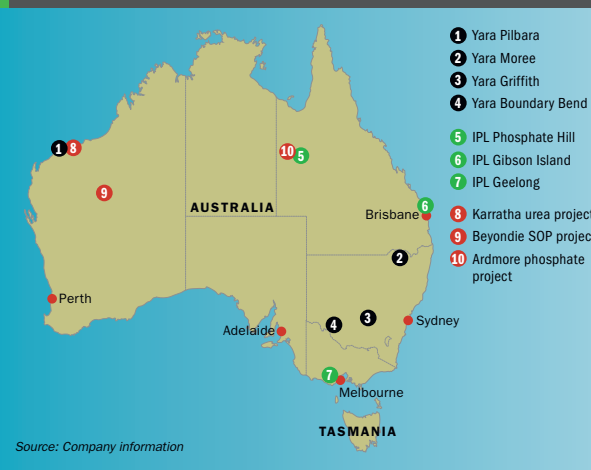 1 Yara Pilbara
2 Yara Moree
3 Yara Griffith
4 Yara Boundary Bend
5 IPL Phosphate Hill
6 IPL Gibson Island
7 IPL Geelong
8 Karratha urea project
9 Beyondie SOP projec
10 Ardmore phosphate
project
1 8
10 5
9
AUSTRALIA
6
Brisbane
2
Perth
3
4
Sydney
Adelaide
7
Melbourne
TASMANIA
Source: Company information